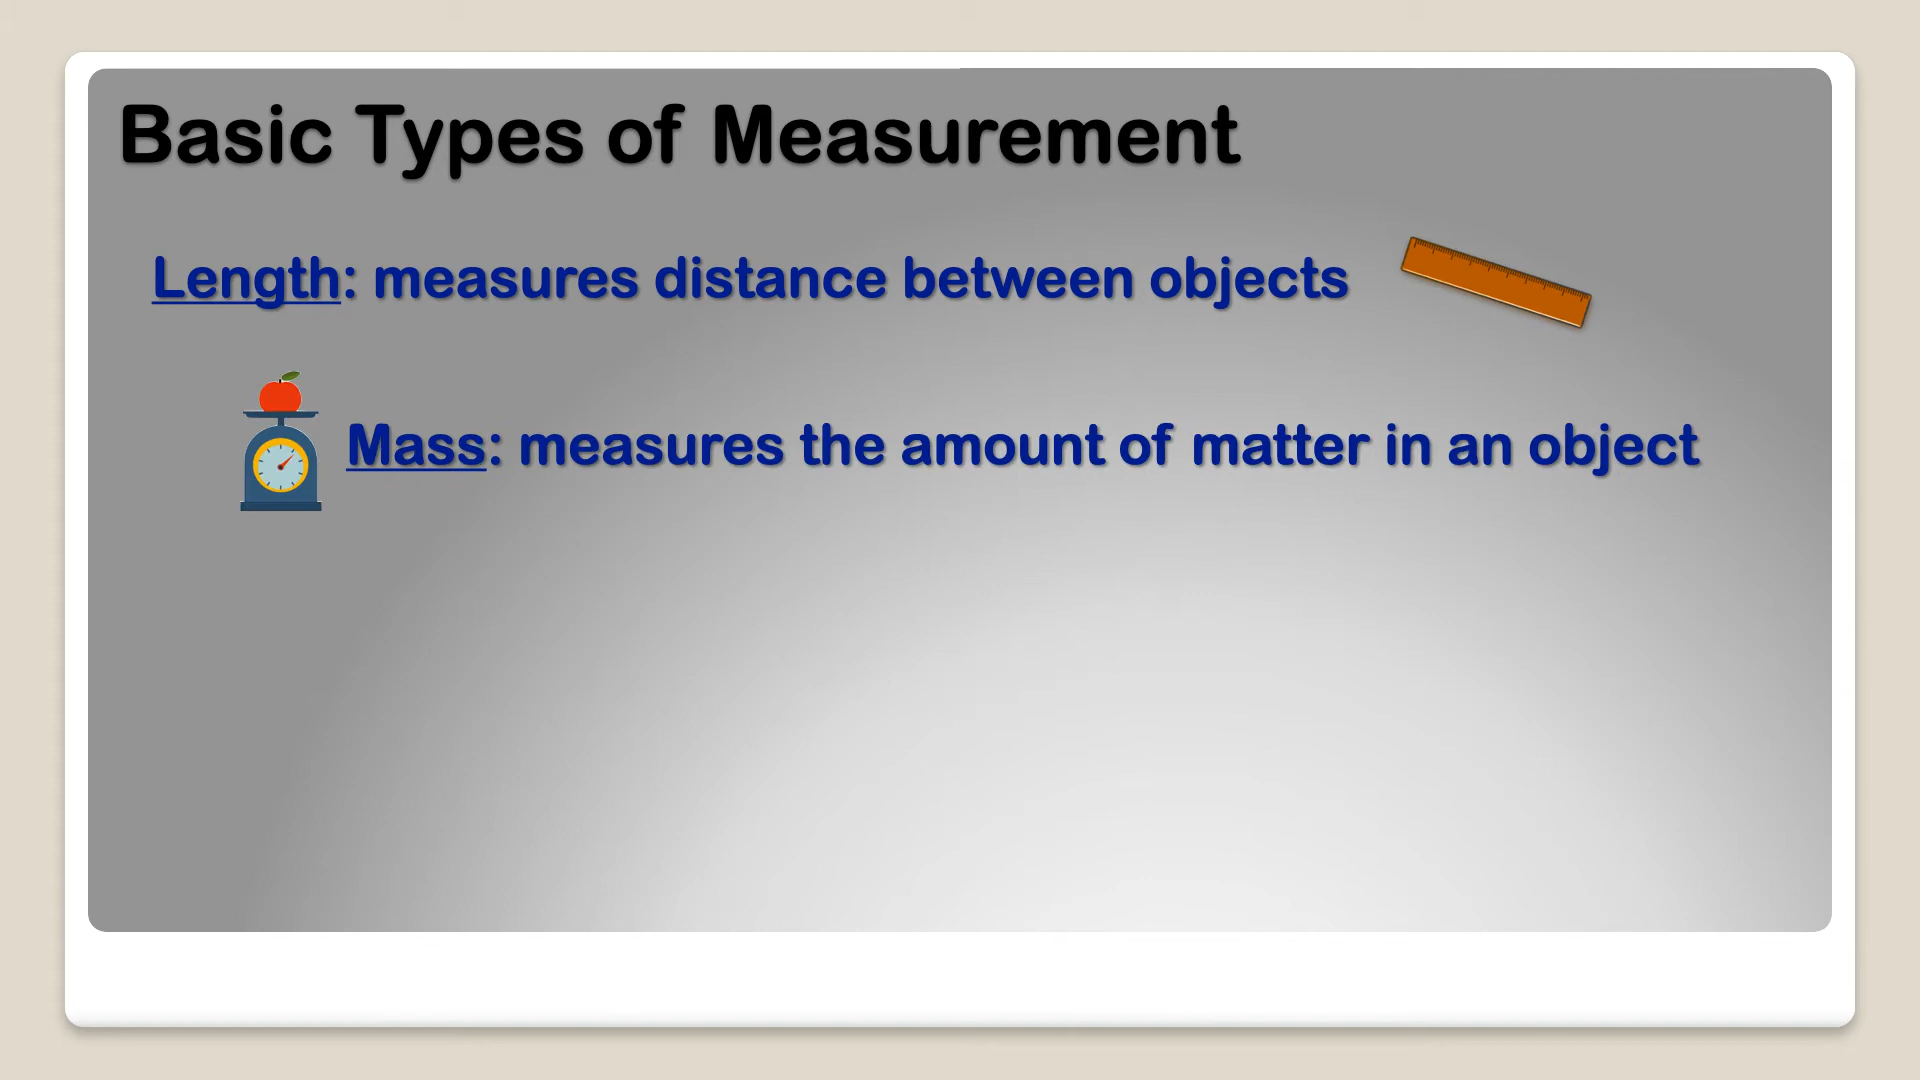 Basic Types of Measurement
Length: measures distance between objects
Mass: measures the amount of matter in an object